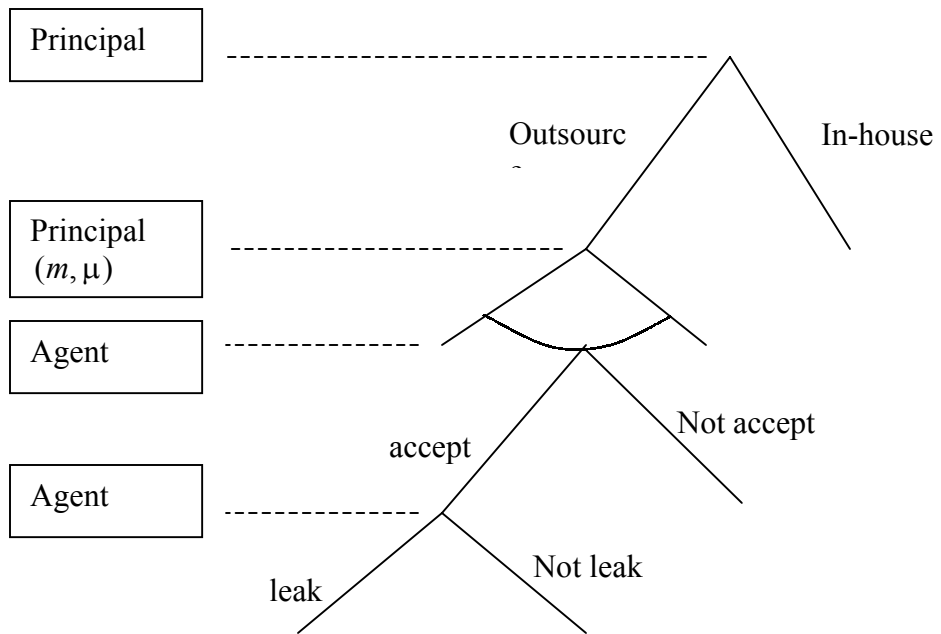 Principal
Outsourc
In-house
Principal
(m, μ)
Agent
Not accept
accept
Agent
Not leak
leak